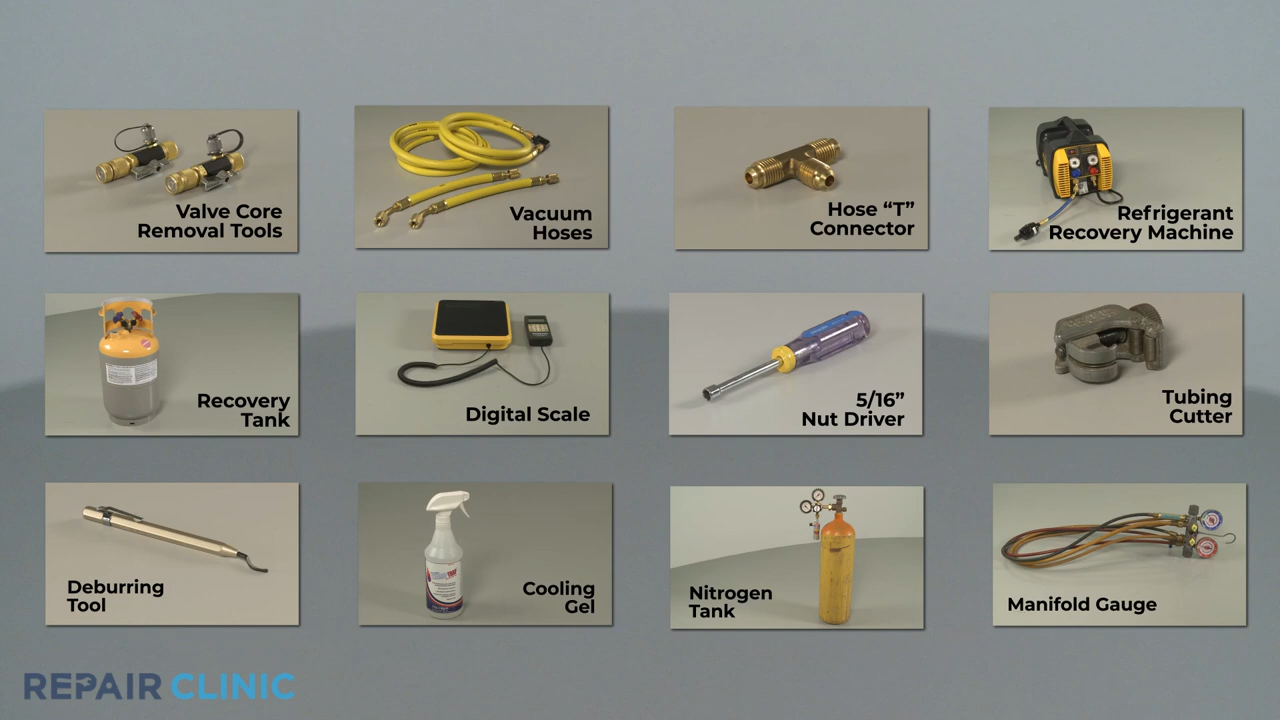 Valve Core
Removal Tools
Vacuum
Hoses
Hose “T”
Connector
Refrigerant
Recovery Machine
Recovery
Tank
Digital Scale
5/16”
Nut Driver
Tubing
Cutter
Deburring
Tool
Cooling
Gel
Nitrogen
Tank
Manifold Gauge
REPAIR CLINIC